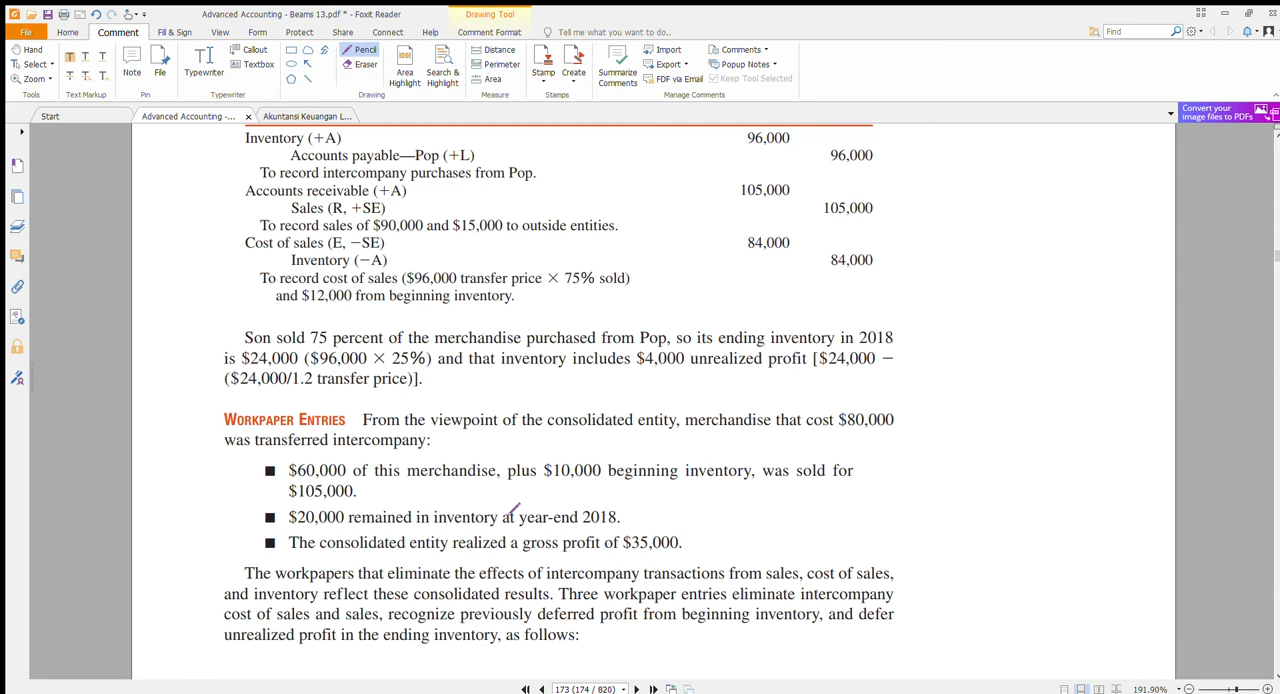 Advanced Accounting - Beams 13.pdf * - Foxit Reader
Drawing Tool
File Home Comment Fill & Sign View Form Protect Share Connect Help Comment Format Tell me what you want to do.. Find
Hand
Select
Zoom
Tools
Text Markup
Note
File
Pin
Typewriter
Callout
Textbox
Typewriter
Pencil
Eraser
Area Highlight
Search & Highlight
Drawing
Distance
Perimeter
Area
Measure
Stamp
Create
Stamps
Summarize Comments
Import
Export
FDF via Email
Comments
Popup Notes
Keep Tool Selected
Manage Comments
Start
Advanced Accounting -...
Akuntansi Keuangan L...
Convert your
image files to PDFs
Inventory (+A) 96,000
Accounts payable—Pop (+L) 96,000
To record intercompany purchases from Pop.
Accounts receivable (+A) 105,000
Sales (R, +SE) 105,000
To record sales of $90,000 and $15,000 to outside entities.
Cost of sales (E, −SE) 84,000
Inventory (−A) 84,000
To record cost of sales ($96,000 transfer price × 75% sold)
and $12,000 from beginning inventory.
Son sold 75 percent of the merchandise purchased from Pop, so its ending inventory in 2018
is $24,000 ($96,000 × 25%) and that inventory includes $4,000 unrealized profit [$24,000 −
($24,000/1.2 transfer price)].
WORKPAPER ENTRIES From the viewpoint of the consolidated entity, merchandise that cost $80,000
was transferred intercompany:
■ $60,000 of this merchandise, plus $10,000 beginning inventory, was sold for
$105,000.
■ $20,000 remained in inventory at year-end 2018.
■ The consolidated entity realized a gross profit of $35,000.
The workpapers that eliminate the effects of intercompany transactions from sales, cost of sales,
and inventory reflect these consolidated results. Three workpaper entries eliminate intercompany
cost of sales and sales, recognize previously deferred profit from beginning inventory, and defer
unrealized profit in the ending inventory, as follows:
173 (174 / 820)
191.90%